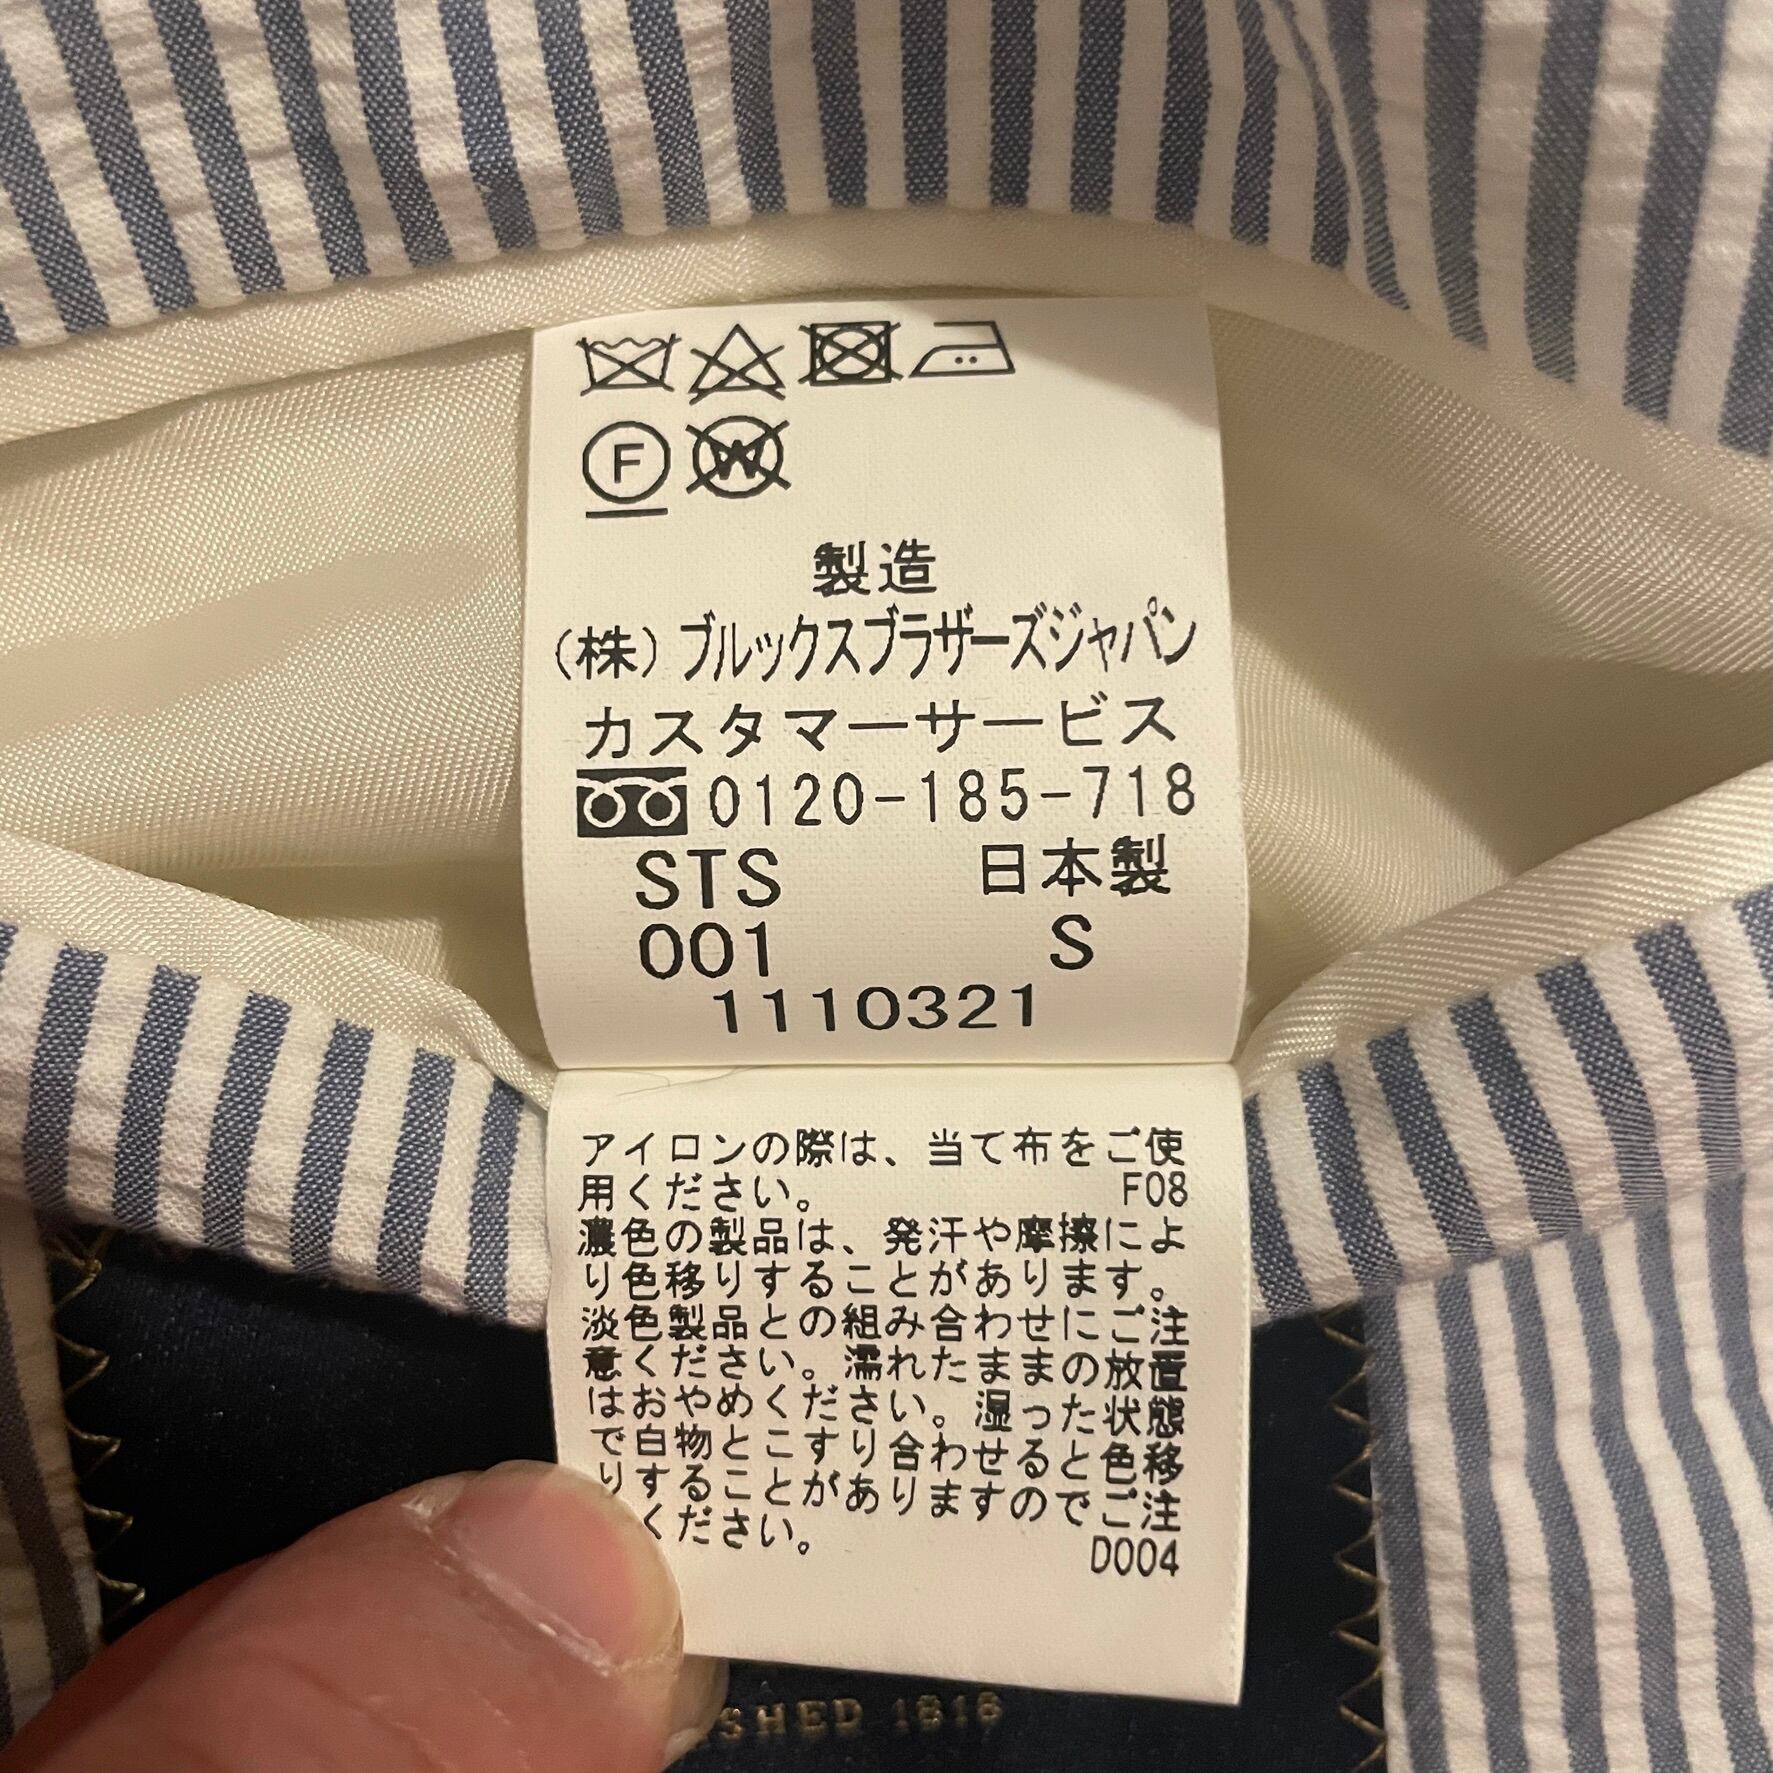 F
W
製造
(株)ブルックスブラザーズジャパン
カスタマーサービス
0120-185-718
STS 日本製
001 S
1110321
アイロンの際は、当て布をご使
用ください。 F08
濃色の製品は、発汗や摩擦によ
り色移りすることがあります。
淡色製品との組み合わせにご注
意ください。濡れたままの放置
はおやめください。湿った状態
で白物とこすり合わせると色移
りすることがありますのでご注
ください。
D004
SHED 1818